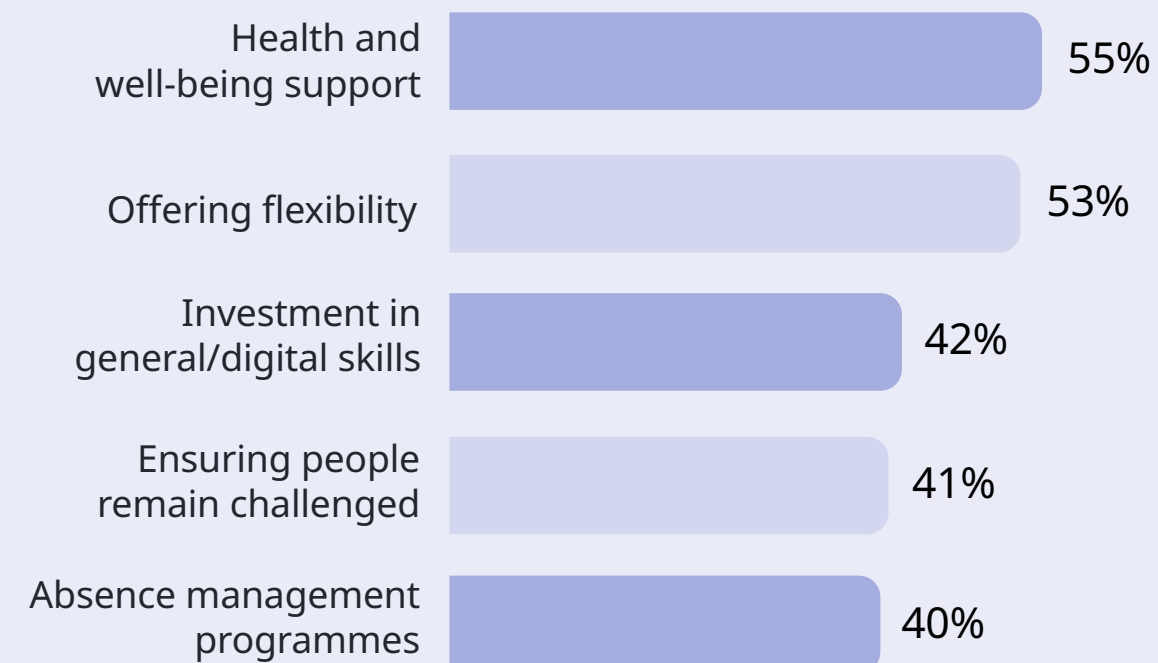 Health and
well-being support
55%
Offering flexibility
53%
Investment in
general/digital skills
42%
Ensuring people
remain challenged
41%
Absence management
programmes
40%